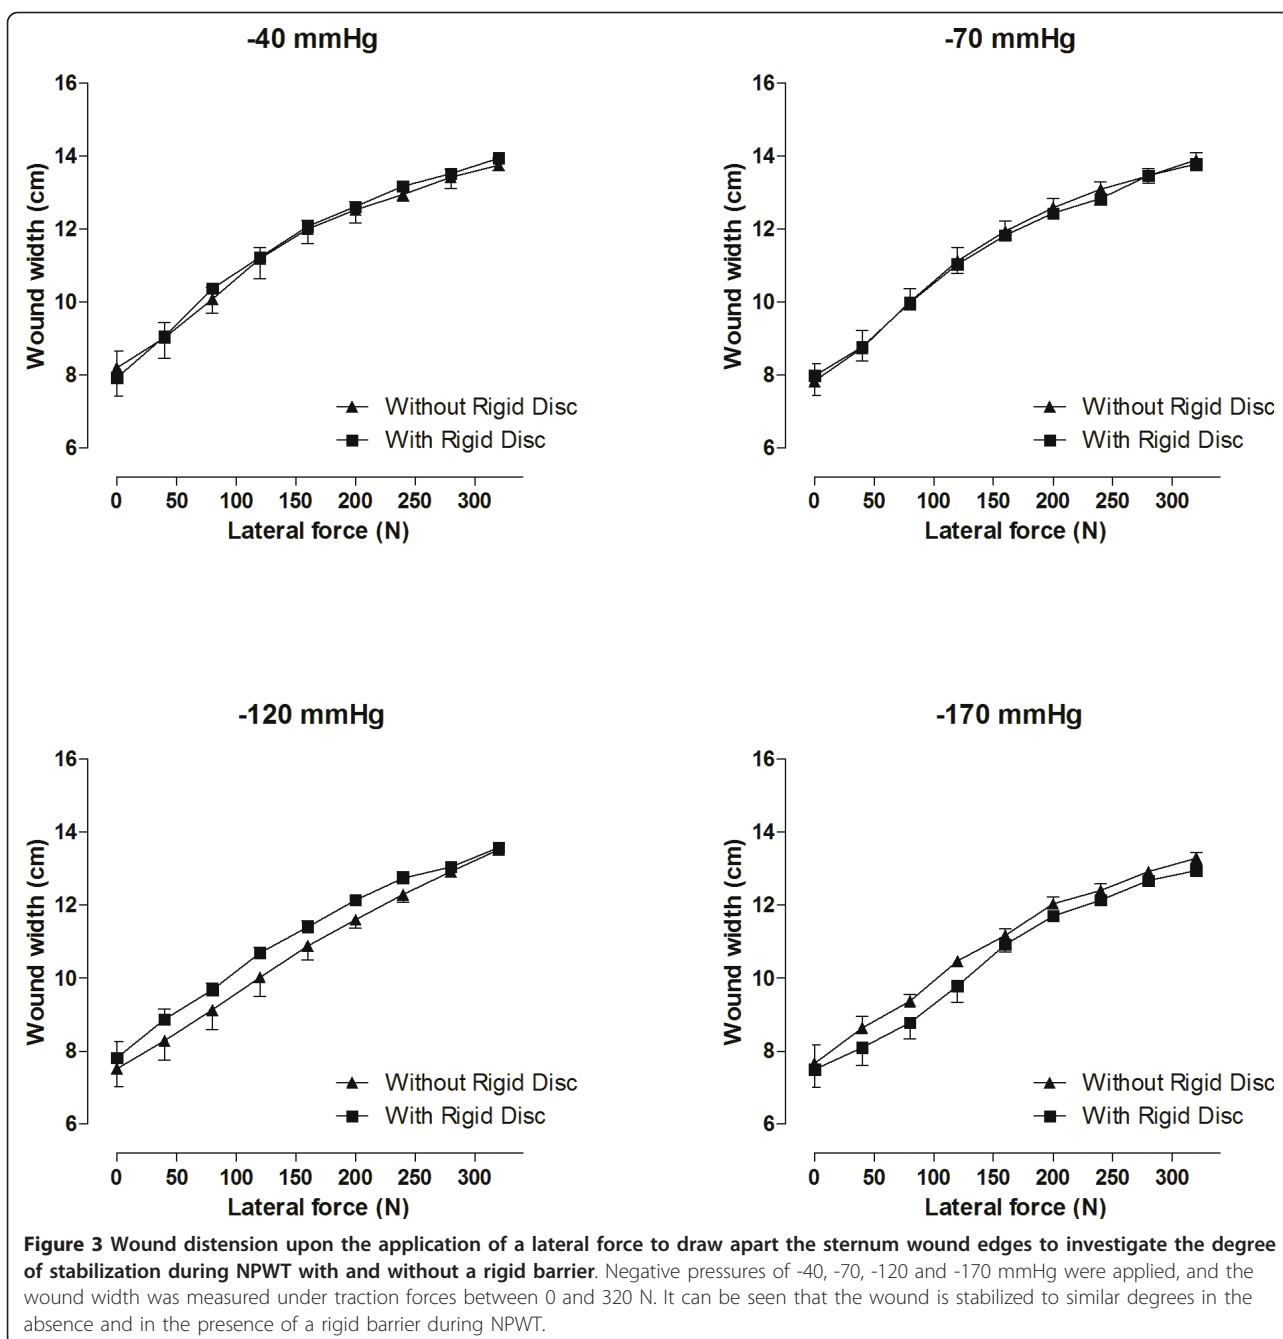 -40 mmHg
16
14
12
10
8
6
Wound width (cm)
Without Rigid Disc
With Rigid Disc
0 50 100 150 200 250 300
Lateral force (N)
-70 mmHg
16
14
12
10
8
6
Wound width (cm)
Without Rigid Disc
With Rigid Disc
0 50 100 150 200 250 300
Lateral force (N)
-120 mmHg
16
14
12
10
8
6
Wound width (cm)
Without Rigid Disc
With Rigid Disc
0 50 100 150 200 250 300
Lateral force (N)
-170 mmHg
16
14
12
10
8
6
Wound width (cm)
Without Rigid Disc
With Rigid Disc
0 50 100 150 200 250 300
Lateral force (N)
Figure 3 Wound distension upon the application of a lateral force to draw apart the sternum wound edges to investigate the degree
of stabilization during NPWT with and without a rigid barrier. Negative pressures of -40, -70, -120 and -170 mmHg were applied, and the
wound width was measured under traction forces between 0 and 320 N. It can be seen that the wound is stabilized to similar degrees in the
absence and in the presence of a rigid barrier during NPWT.